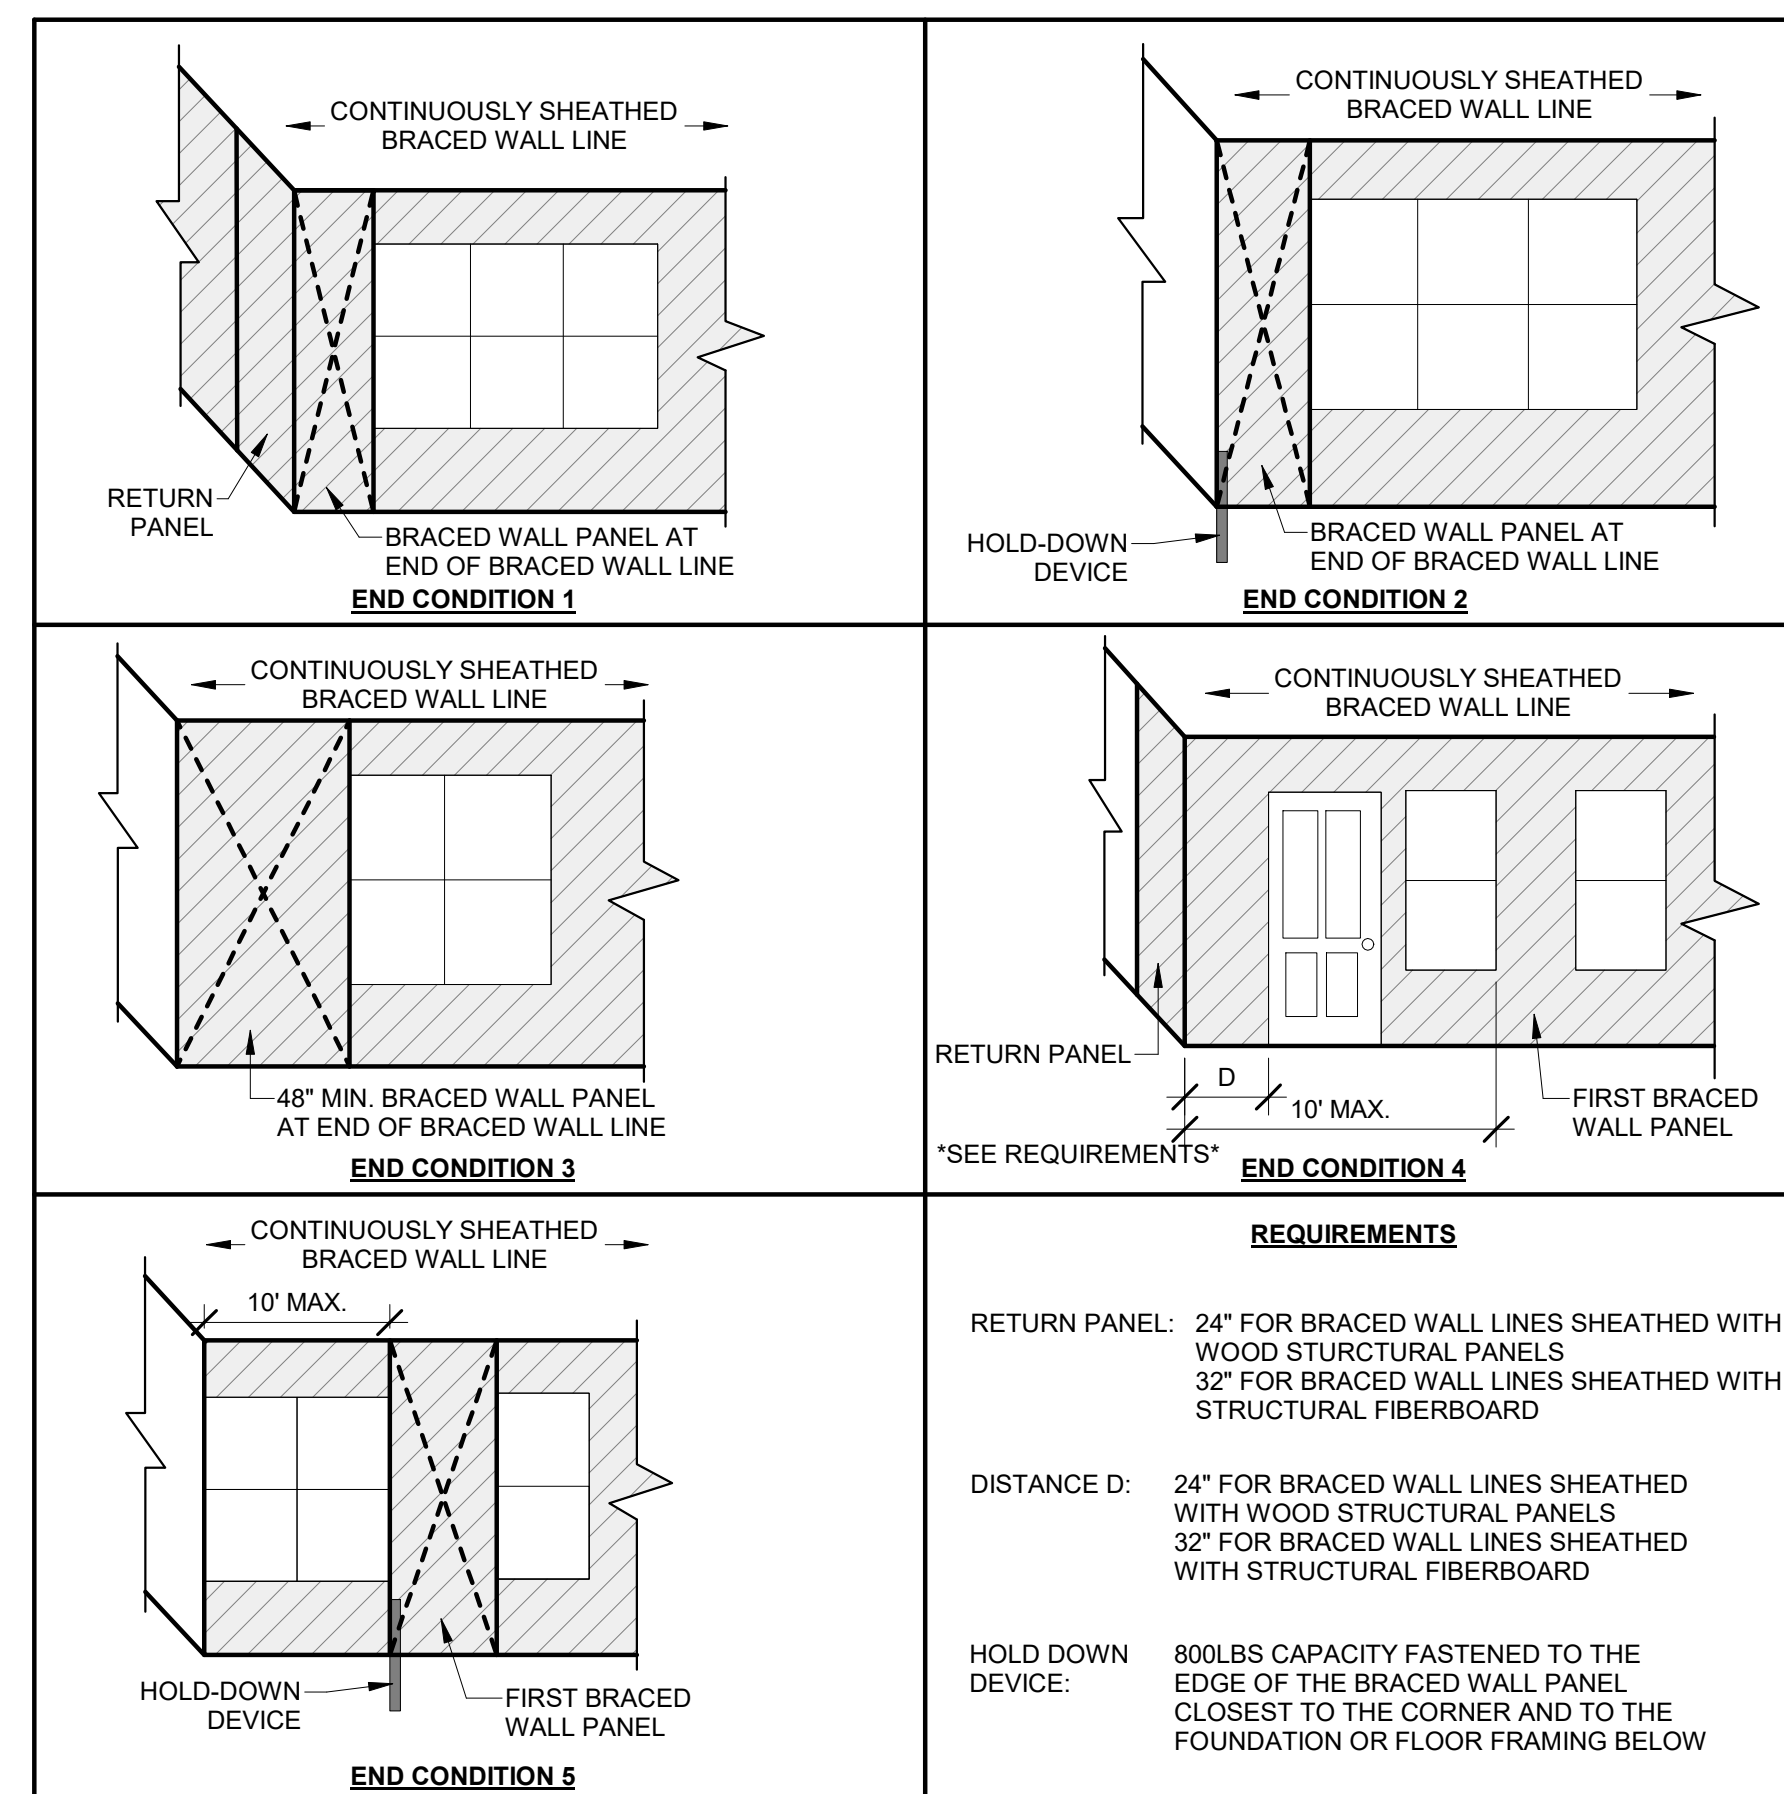 CONTINUOUSLY SHEATHED
BRACED WALL LINE
RETURN
PANEL
BRACED WALL PANEL AT
END OF BRACED WALL LINE
END CONDITION 1
CONTINUOUSLY SHEATHED
BRACED WALL LINE
HOLD-DOWN
DEVICE
BRACED WALL PANEL AT
END OF BRACED WALL LINE
END CONDITION 2
CONTINUOUSLY SHEATHED
BRACED WALL LINE
48" MIN. BRACED WALL PANEL
AT END OF BRACED WALL LINE
END CONDITION 3
CONTINUOUSLY SHEATHED
BRACED WALL LINE
RETURN PANEL
D
10' MAX.
FIRST BRACED
WALL PANEL
*SEE REQUIREMENTS*
END CONDITION 4
CONTINUOUSLY SHEATHED
BRACED WALL LINE
10' MAX.
HOLD-DOWN
DEVICE
FIRST BRACED
WALL PANEL
END CONDITION 5
REQUIREMENTS
RETURN PANEL: 24" FOR BRACED WALL LINES SHEATHED WITH
WOOD STURCTURAL PANELS
32" FOR BRACED WALL LINES SHEATHED WITH
STRUCTURAL FIBERBOARD
DISTANCE D: 24" FOR BRACED WALL LINES SHEATHED
WITH WOOD STRUCTURAL PANELS
32" FOR BRACED WALL LINES SHEATHED
WITH STRUCTURAL FIBERBOARD
HOLD DOWN 800LBS CAPACITY FASTENED TO THE
DEVICE: EDGE OF THE BRACED WALL PANEL
CLOSEST TO THE CORNER AND TO THE
FOUNDATION OR FLOOR FRAMING BELOW